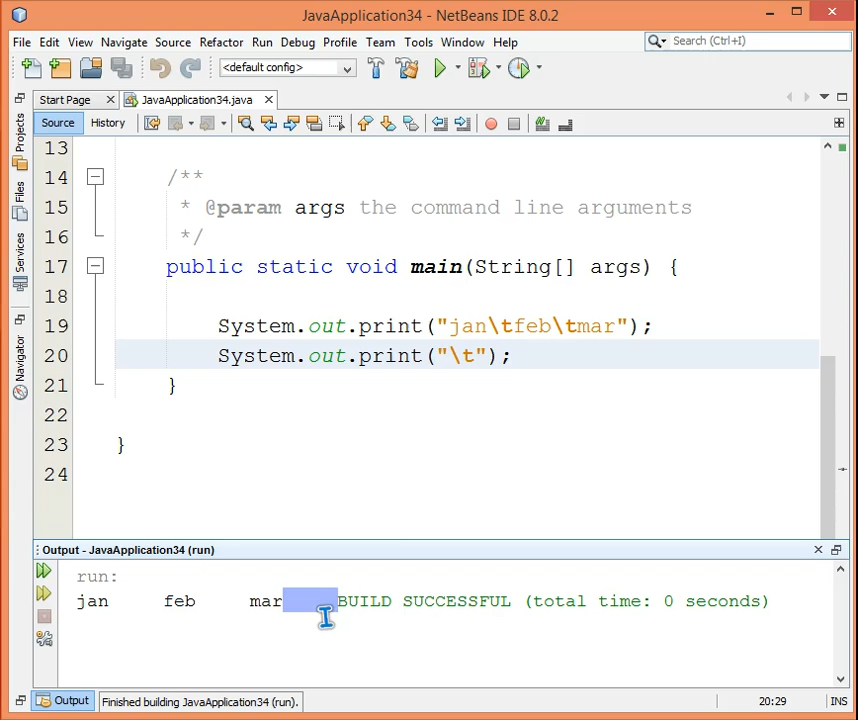 JavaApplication34 - NetBeans IDE 8.0.2
File Edit View Navigate Source Refactor Run Debug Profile Team Tools Window Help
Search (Ctrl+I)
<default config>
Start Page JavaApplication34.java
Source History
Projects
Files
Services
Navigator
13
14 /**
15 * @param args the command line arguments
16 */
17 public static void main(String[] args) {
18
19 System.out.print("jan\tfeb\tmar");
20 System.out.print("\t");
21 }
22
23 }
24
Output - JavaApplication34 (run)
run:
jan feb mar BUILD SUCCESSFUL (total time: 0 seconds)
Output Finished building JavaApplication34 (run). 20:29 INS